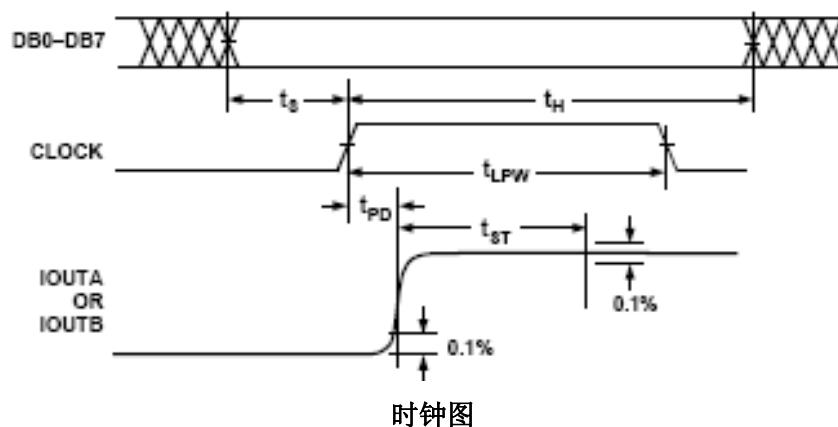 DB0–DB7
tS
tH
CLOCK
tLPW
tPD
tST
IOUTA
OR
IOUTB
0.1%
0.1%
时钟图